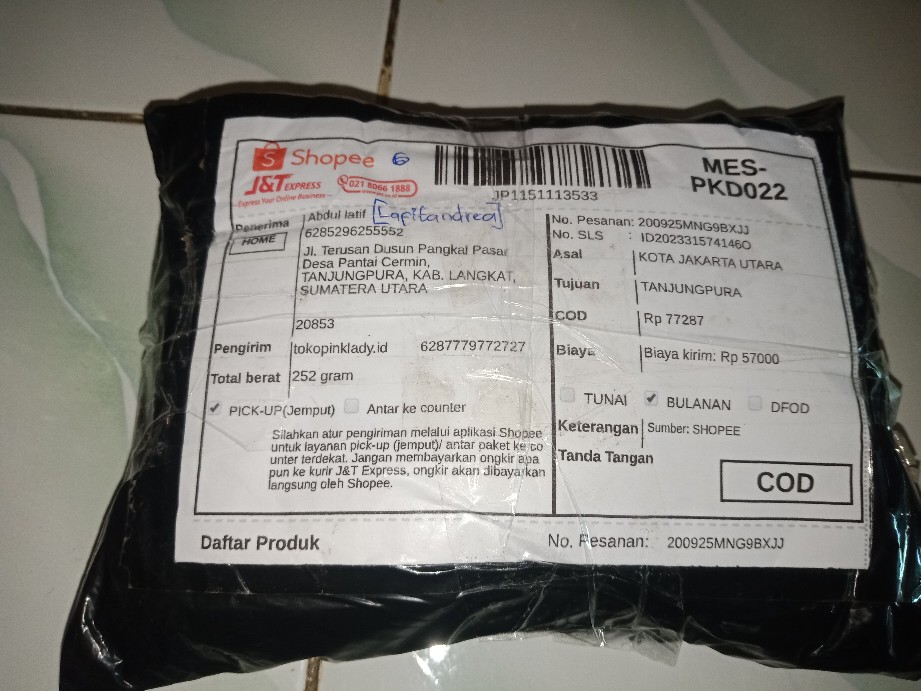 Shopee 6
J&T EXPRESS
Express Your Online Business
021 8066 1888
JP1151113533
MES-
PKD022
Penerima
HOME
Abdul latif [Lapitandrea]
6285296255552
Jl. Terusan Dusun Pangkal Pasar
Desa Pantai Cermin,
TANJUNGPURA, KAB. LANGKAT,
SUMATERA UTARA
20853
Pengirim tokopinklady.id 6287779772727
Total berat 252 gram
PICK-UP(Jemput) Antar ke counter
Silahkan atur pengiriman melalui aplikasi Shopee
untuk layanan pick-up (jemput)/ antar paket ke co
unter terdekat. Jangan membayarkan ongkir apa
pun ke kurir J&T Express, ongkir akan dibayarkan
langsung oleh Shopee.
No. Pesanan: 200925MNG9BXJJ
No. SLS : ID202331574146O
Asal KOTA JAKARTA UTARA
Tujuan TANJUNGPURA
COD Rp 77287
Biaya Biaya kirim: Rp 57000
TUNAI BULANAN DFOD
Keterangan Sumber: SHOPEE
Tanda Tangan
COD
Daftar Produk No. Pesanan: 200925MNG9BXJJ